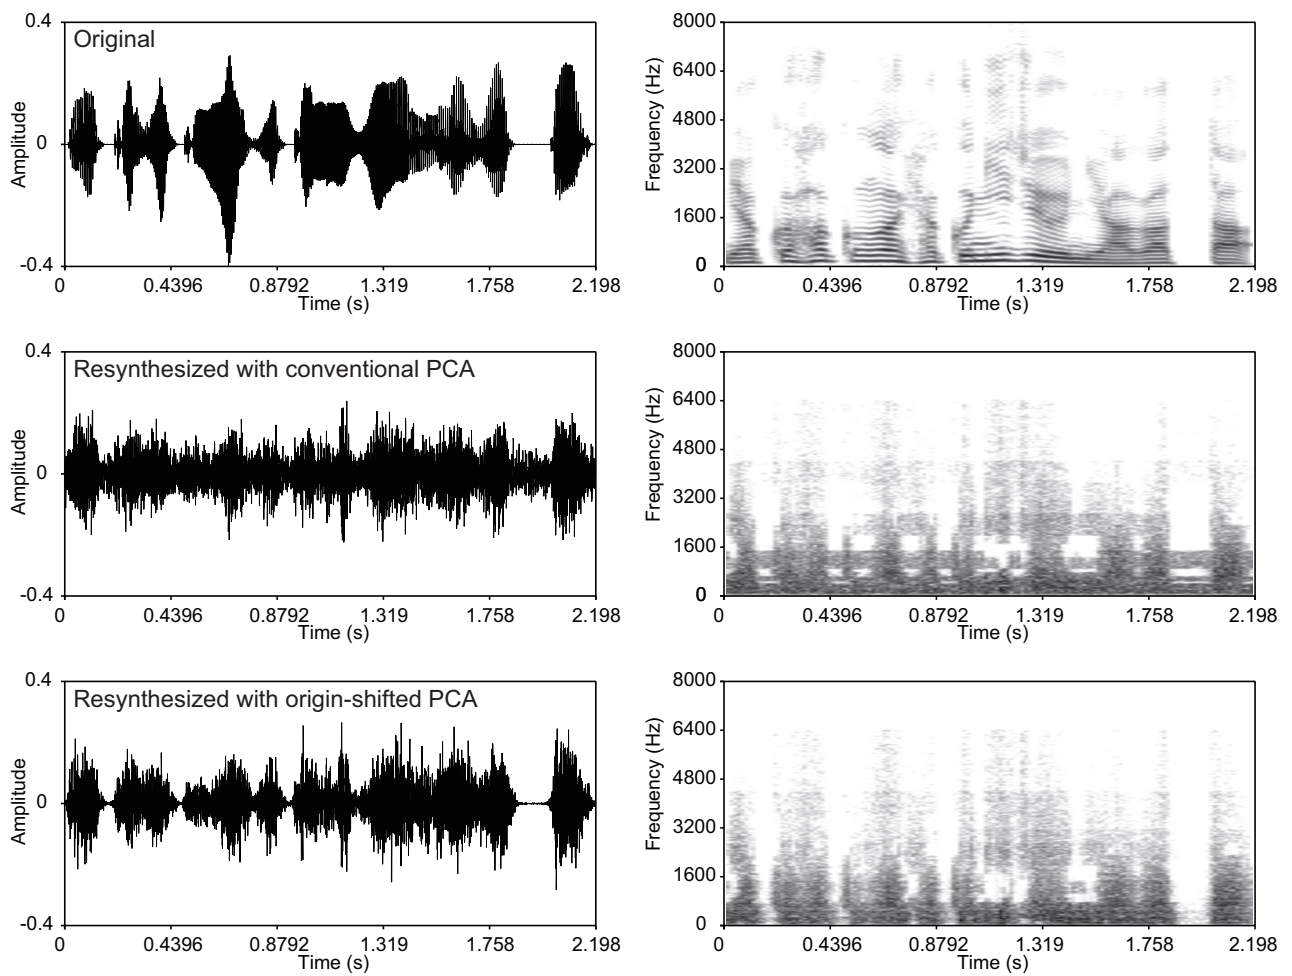 0.4
Original
Amplitude
0
-0.4
0 0.4396 0.8792 1.319 1.758 2.198
Time (s)
8000
6400
4800
3200
1600
0
Frequency (Hz)
0 0.4396 0.8792 1.319 1.758 2.198
Time (s)
0.4
Resynthesized with conventional PCA
Amplitude
0
-0.4
0 0.4396 0.8792 1.319 1.758 2.198
Time (s)
8000
6400
4800
3200
1600
0
Frequency (Hz)
0 0.4396 0.8792 1.319 1.758 2.198
Time (s)
0.4
Resynthesized with origin-shifted PCA
Amplitude
0
-0.4
0 0.4396 0.8792 1.319 1.758 2.198
Time (s)
8000
6400
4800
3200
1600
0
Frequency (Hz)
0 0.4396 0.8792 1.319 1.758 2.198
Time (s)